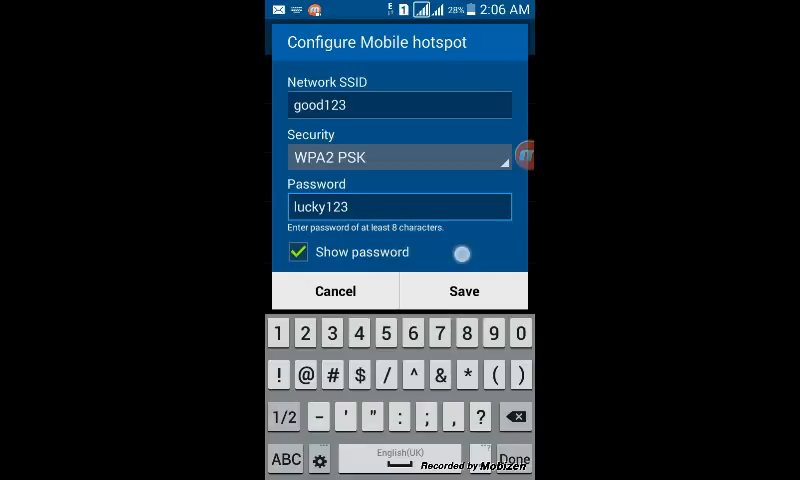 E 1 28% 2:06 AM
Configure Mobile hotspot
Network SSID
good123
Security
WPA2 PSK
Password
lucky123
Enter password of at least 8 characters.
Show password
Cancel Save
1 2 3 4 5 6 7 8 9 0
! @ # $ / ^ & * ( )
1/2 - ' " : ; , ?
ABC English(UK) Done
Recorded by Mobizen